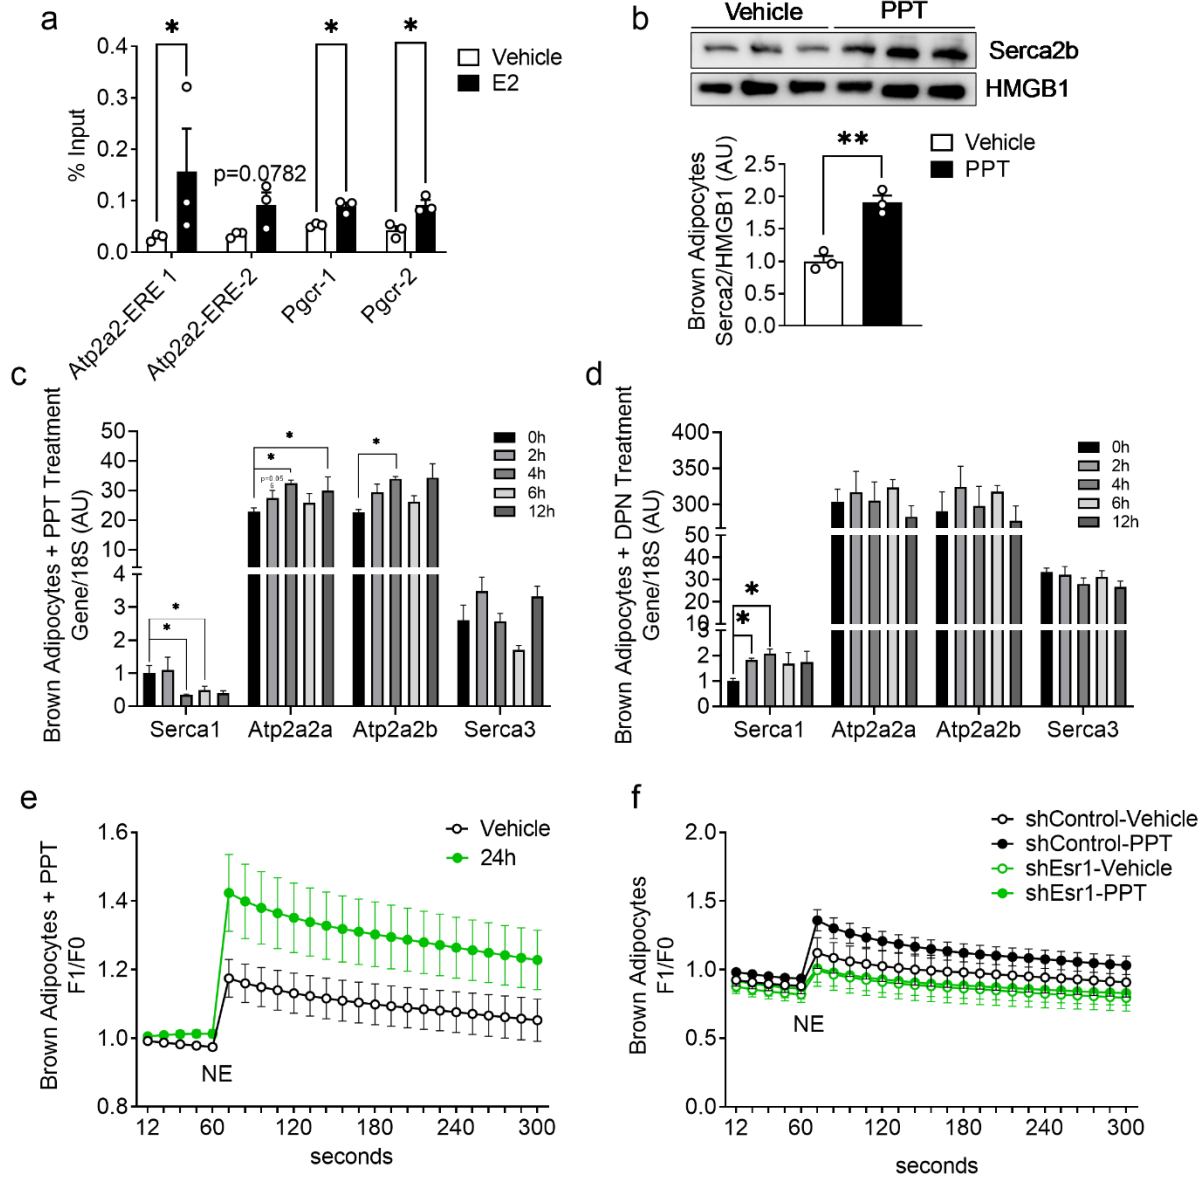 a
*
*
*
Vehicle
E2
p=0.0782
% Input
0.4
0.3
0.2
0.1
0.0
Atp2a2-ERE 1
Atp2a2-ERE-2
Pgcr-1
Pgcr-2
b
Vehicle
PPT
Serca2b
HMGB1
Vehicle
PPT
**
Brown Adipocytes
Serca2/HMGB1 (AU)
2.5
2.0
1.5
1.0
0.5
0.0
c
Brown Adipocytes + PPT Treatment
Gene/18S (AU)
50
40
30
20
10
4
3
2
1
0
*
*
p=0.05
6
*
*
*
0h
2h
4h
6h
12h
Serca1
Atp2a2a
Atp2a2b
Serca3
d
Brown Adipocytes + DPN Treatment
Gene/18S (AU)
400
350
300
50
40
30
20
10
3
2
1
0
*
*
0h
2h
4h
6h
12h
Serca1
Atp2a2a
Atp2a2b
Serca3
e
Brown Adipocytes + PPT
F1/F0
1.6
1.4
1.2
1.0
0.8
Vehicle
24h
NE
12
60
120
180
240
300
seconds
f
Brown Adipocytes
F1/F0
2.0
1.5
1.0
0.5
0.0
shControl-Vehicle
shControl-PPT
shEsr1-Vehicle
shEsr1-PPT
NE
12
60
120
180
240
300
seconds